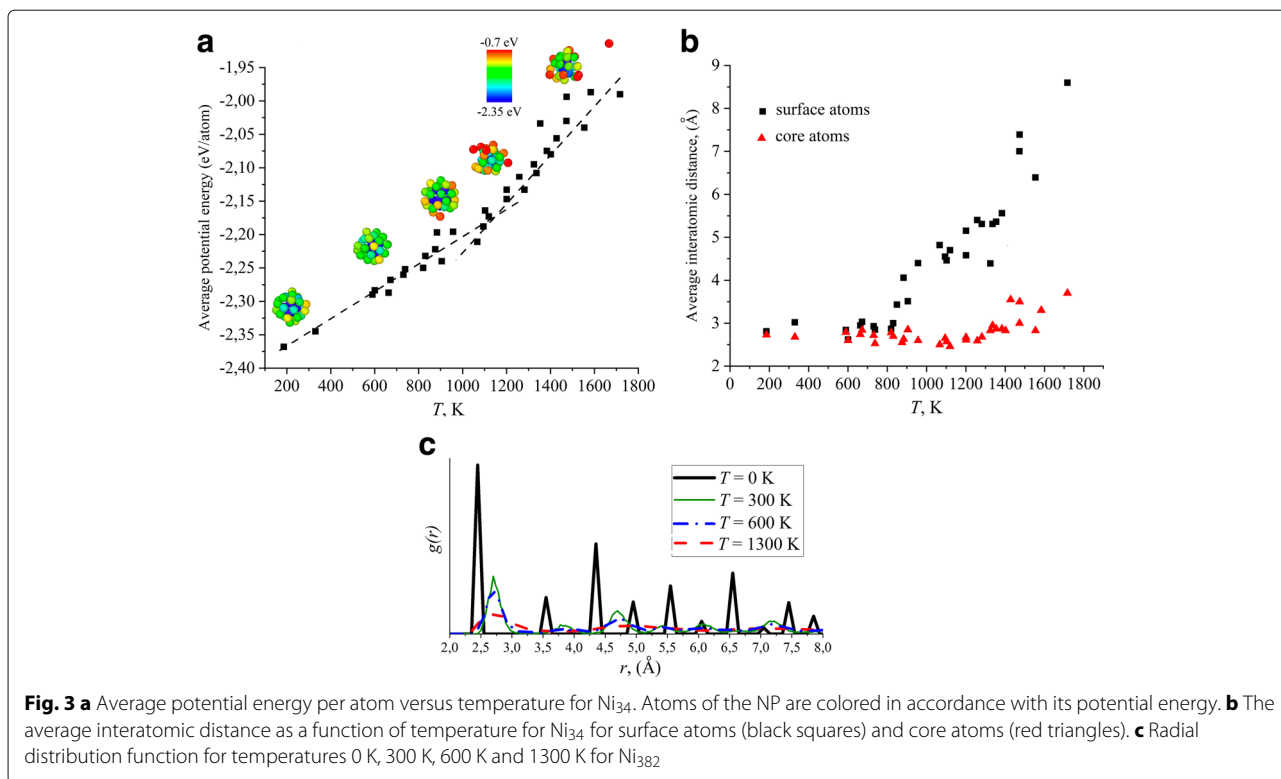 a
-0.7 eV
-2.35 eV
Average potential energy (eV/atom)
-1,95
-2,00
-2,05
-2,10
-2,15
-2,20
-2,25
-2,30
-2,35
-2,40
200 400 600 800 1000 1200 1400 1600 1800
T, K
b
surface atoms
core atoms
Average interatomic distance, (Å)
9
8
7
6
5
4
3
2
0 200 400 600 800 1000 1200 1400 1600 1800
T, K
c
T = 0 K
T = 300 K
T = 600 K
T = 1300 K
g(r)
2,0 2,5 3,0 3,5 4,0 4,5 5,0 5,5 6,0 6,5 7,0 7,5 8,0
r, (Å)
Fig. 3 a Average potential energy per atom versus temperature for Ni34. Atoms of the NP are colored in accordance with its potential energy. b The
average interatomic distance as a function of temperature for Ni34 for surface atoms (black squares) and core atoms (red triangles). c Radial
distribution function for temperatures 0 K, 300 K, 600 K and 1300 K for Ni382